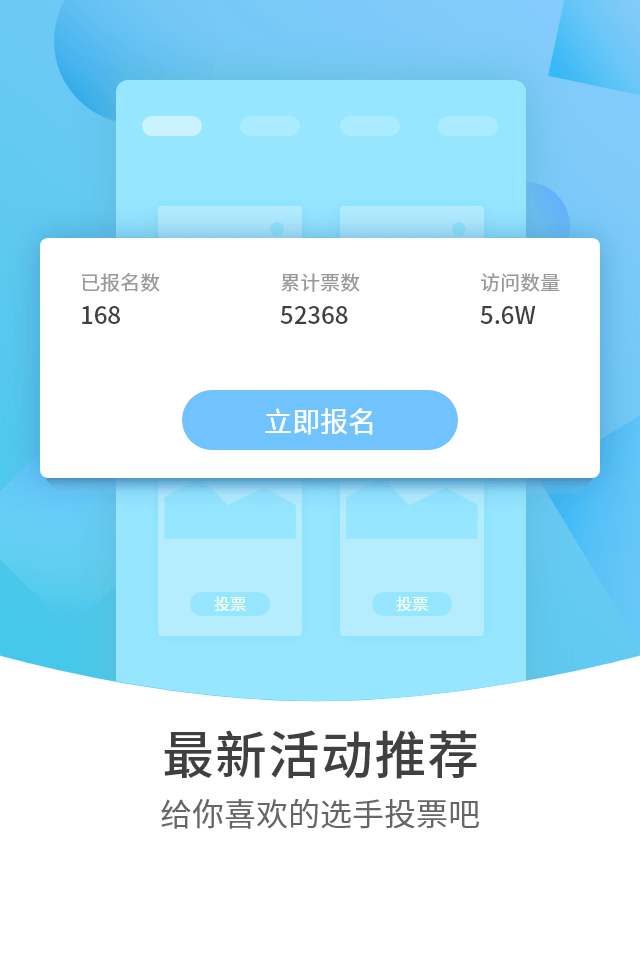 已报名数 累计票数 访问数量
168 52368 5.6W
立即报名
投票 投票
最新活动推荐
给你喜欢的选手投票吧